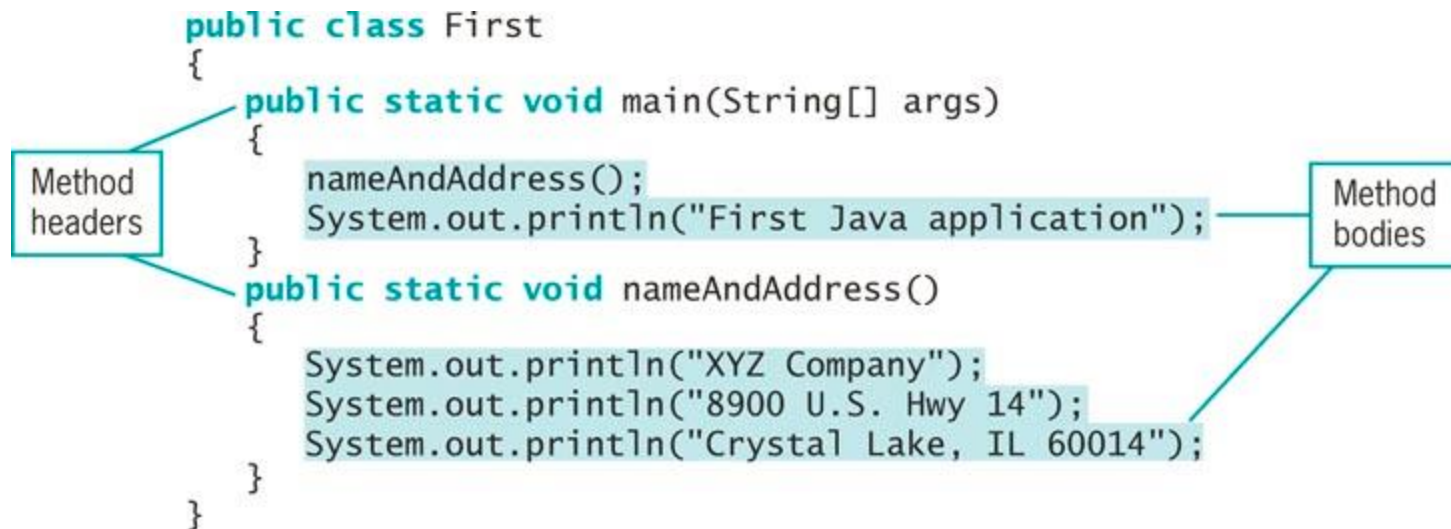 public class First
{
public static void main(String[] args)
{
nameAndAddress();
System.out.println("First Java application");
}
public static void nameAndAddress()
{
System.out.println("XYZ Company");
System.out.println("8900 U.S. Hwy 14");
System.out.println("Crystal Lake, IL 60014");
}
}
Method
headers
Method
bodies